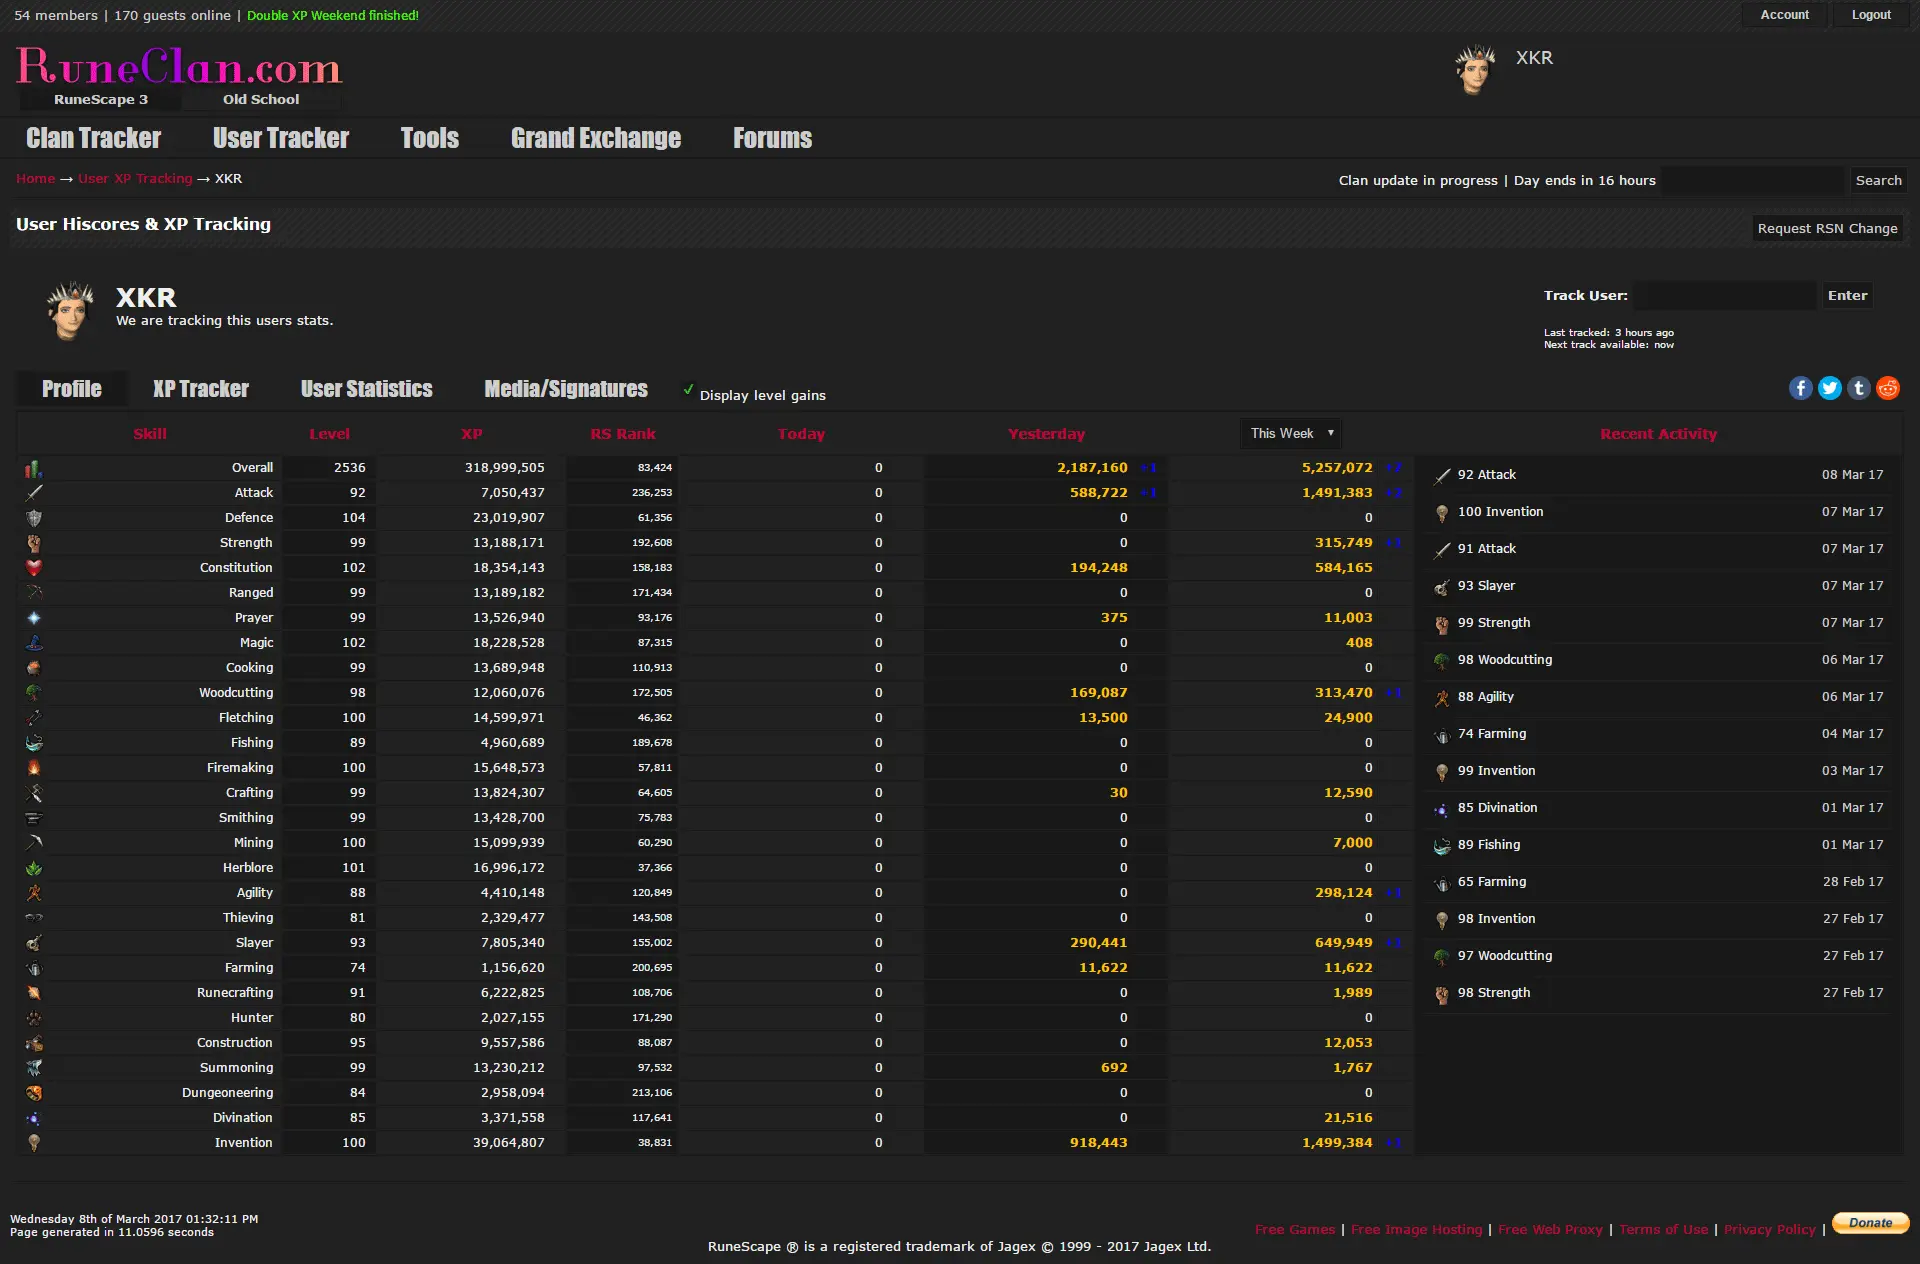 54 members | 170 guests online | Double XP Weekend finished! Account Logout
RuneClan.com XKR
RuneScape 3 Old School
Clan Tracker User Tracker Tools Grand Exchange Forums
Home → User XP Tracking → XKR Clan update in progress | Day ends in 16 hours Search
User Hiscores & XP Tracking Request RSN Change
XKR Track User: Enter
We are tracking this users stats.
Last tracked: 3 hours ago
Next track available: now
Profile XP Tracker User Statistics Media/Signatures ✓ Display level gains
Skill Level XP RS Rank Today Yesterday This Week ▼ Recent Activity
Overall 2536 318,999,505 83,424 0 2,187,160 +1 5,257,072 +7
Attack 92 7,050,437 236,253 0 588,722 +1 1,491,383
Defence 104 23,019,907 61,356 0 0 0
Strength 99 13,188,171 192,608 0 0 315,749 +1
Constitution 102 18,354,143 158,183 0 194,248 584,165
Ranged 99 13,189,182 171,434 0 0 0
Prayer 99 13,526,940 93,176 0 375 11,003
Magic 102 18,228,528 87,315 0 0 408
Cooking 99 13,689,948 110,913 0 0 0
Woodcutting 98 12,060,076 172,505 0 169,087 313,470 +1
Fletching 100 14,599,971 46,362 0 13,500 24,900
Fishing 89 4,960,689 189,678 0 0 0
Firemaking 100 15,648,573 57,811 0 0 0
Crafting 99 13,824,307 64,605 0 30 12,590
Smithing 99 13,428,700 75,783 0 0 0
Mining 100 15,099,939 60,290 0 0 7,000
Herblore 101 16,996,172 37,366 0 0 0
Agility 88 4,410,148 120,849 0 0 298,124 +1
Thieving 81 2,329,477 143,508 0 0 0
Slayer 93 7,805,340 155,002 0 290,441 649,949 +1
Farming 74 1,156,620 200,695 0 11,622 11,622
Runecrafting 91 6,222,825 108,706 0 0 1,989
Hunter 80 2,027,155 171,290 0 0 0
Construction 95 9,557,586 88,087 0 0 12,053
Summoning 99 13,230,212 97,532 0 692 1,767
Dungeoneering 84 2,958,094 213,106 0 0 0
Divination 85 3,371,558 117,641 0 0 21,516
Invention 100 39,064,807 38,831 0 918,443 1,499,384 +1
92 Attack 08 Mar 17
100 Invention 07 Mar 17
91 Attack 07 Mar 17
93 Slayer 07 Mar 17
99 Strength 07 Mar 17
98 Woodcutting 06 Mar 17
88 Agility 06 Mar 17
74 Farming 04 Mar 17
99 Invention 03 Mar 17
85 Divination 01 Mar 17
89 Fishing 01 Mar 17
65 Farming 28 Feb 17
98 Invention 27 Feb 17
97 Woodcutting 27 Feb 17
98 Strength 27 Feb 17
Wednesday 8th of March 2017 01:32:11 PM
Page generated in 11.0596 seconds
Free Games | Free Image Hosting | Free Web Proxy | Terms of Use | Privacy Policy | Donate
RuneScape ® is a registered trademark of Jagex © 1999 - 2017 Jagex Ltd.